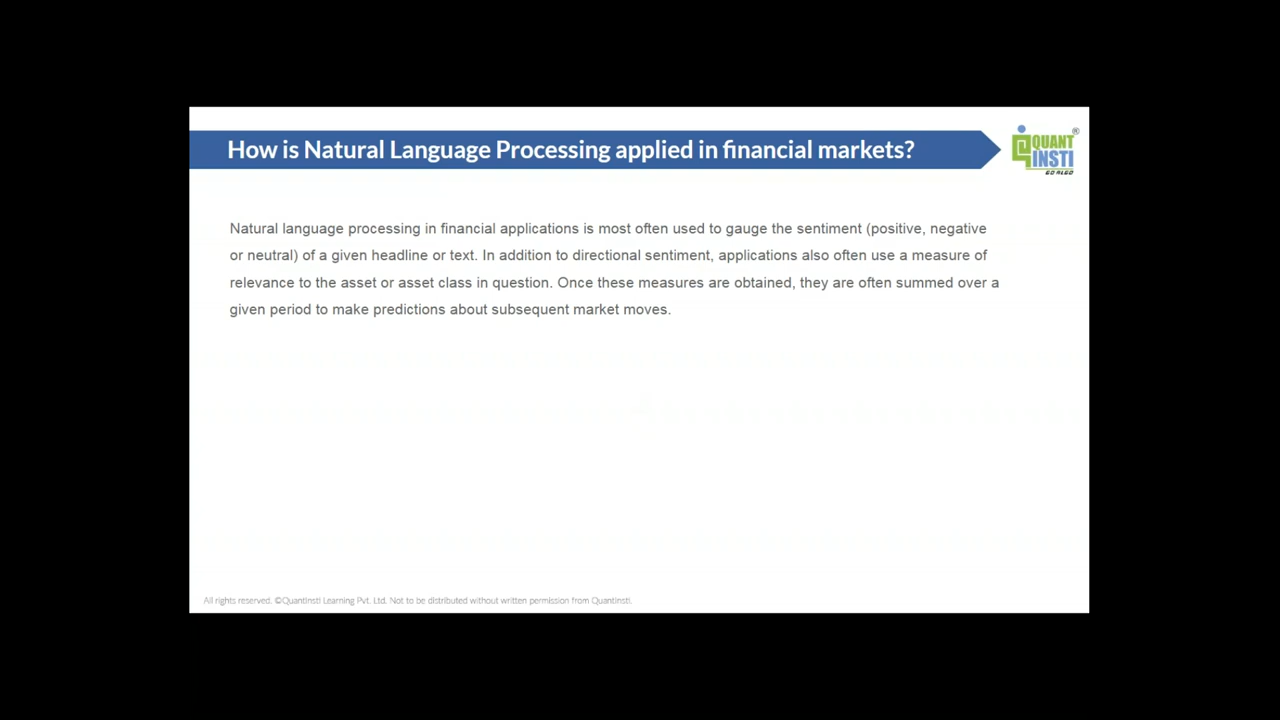 How is Natural Language Processing applied in financial markets?
QUANT
INSTI
GO ALGO
Natural language processing in financial applications is most often used to gauge the sentiment (positive, negative
or neutral) of a given headline or text. In addition to directional sentiment, applications also often use a measure of
relevance to the asset or asset class in question. Once these measures are obtained, they are often summed over a
given period to make predictions about subsequent market moves.
All rights reserved. ©QuantInsti Learning Pvt. Ltd. Not to be distributed without written permission from QuantInsti.